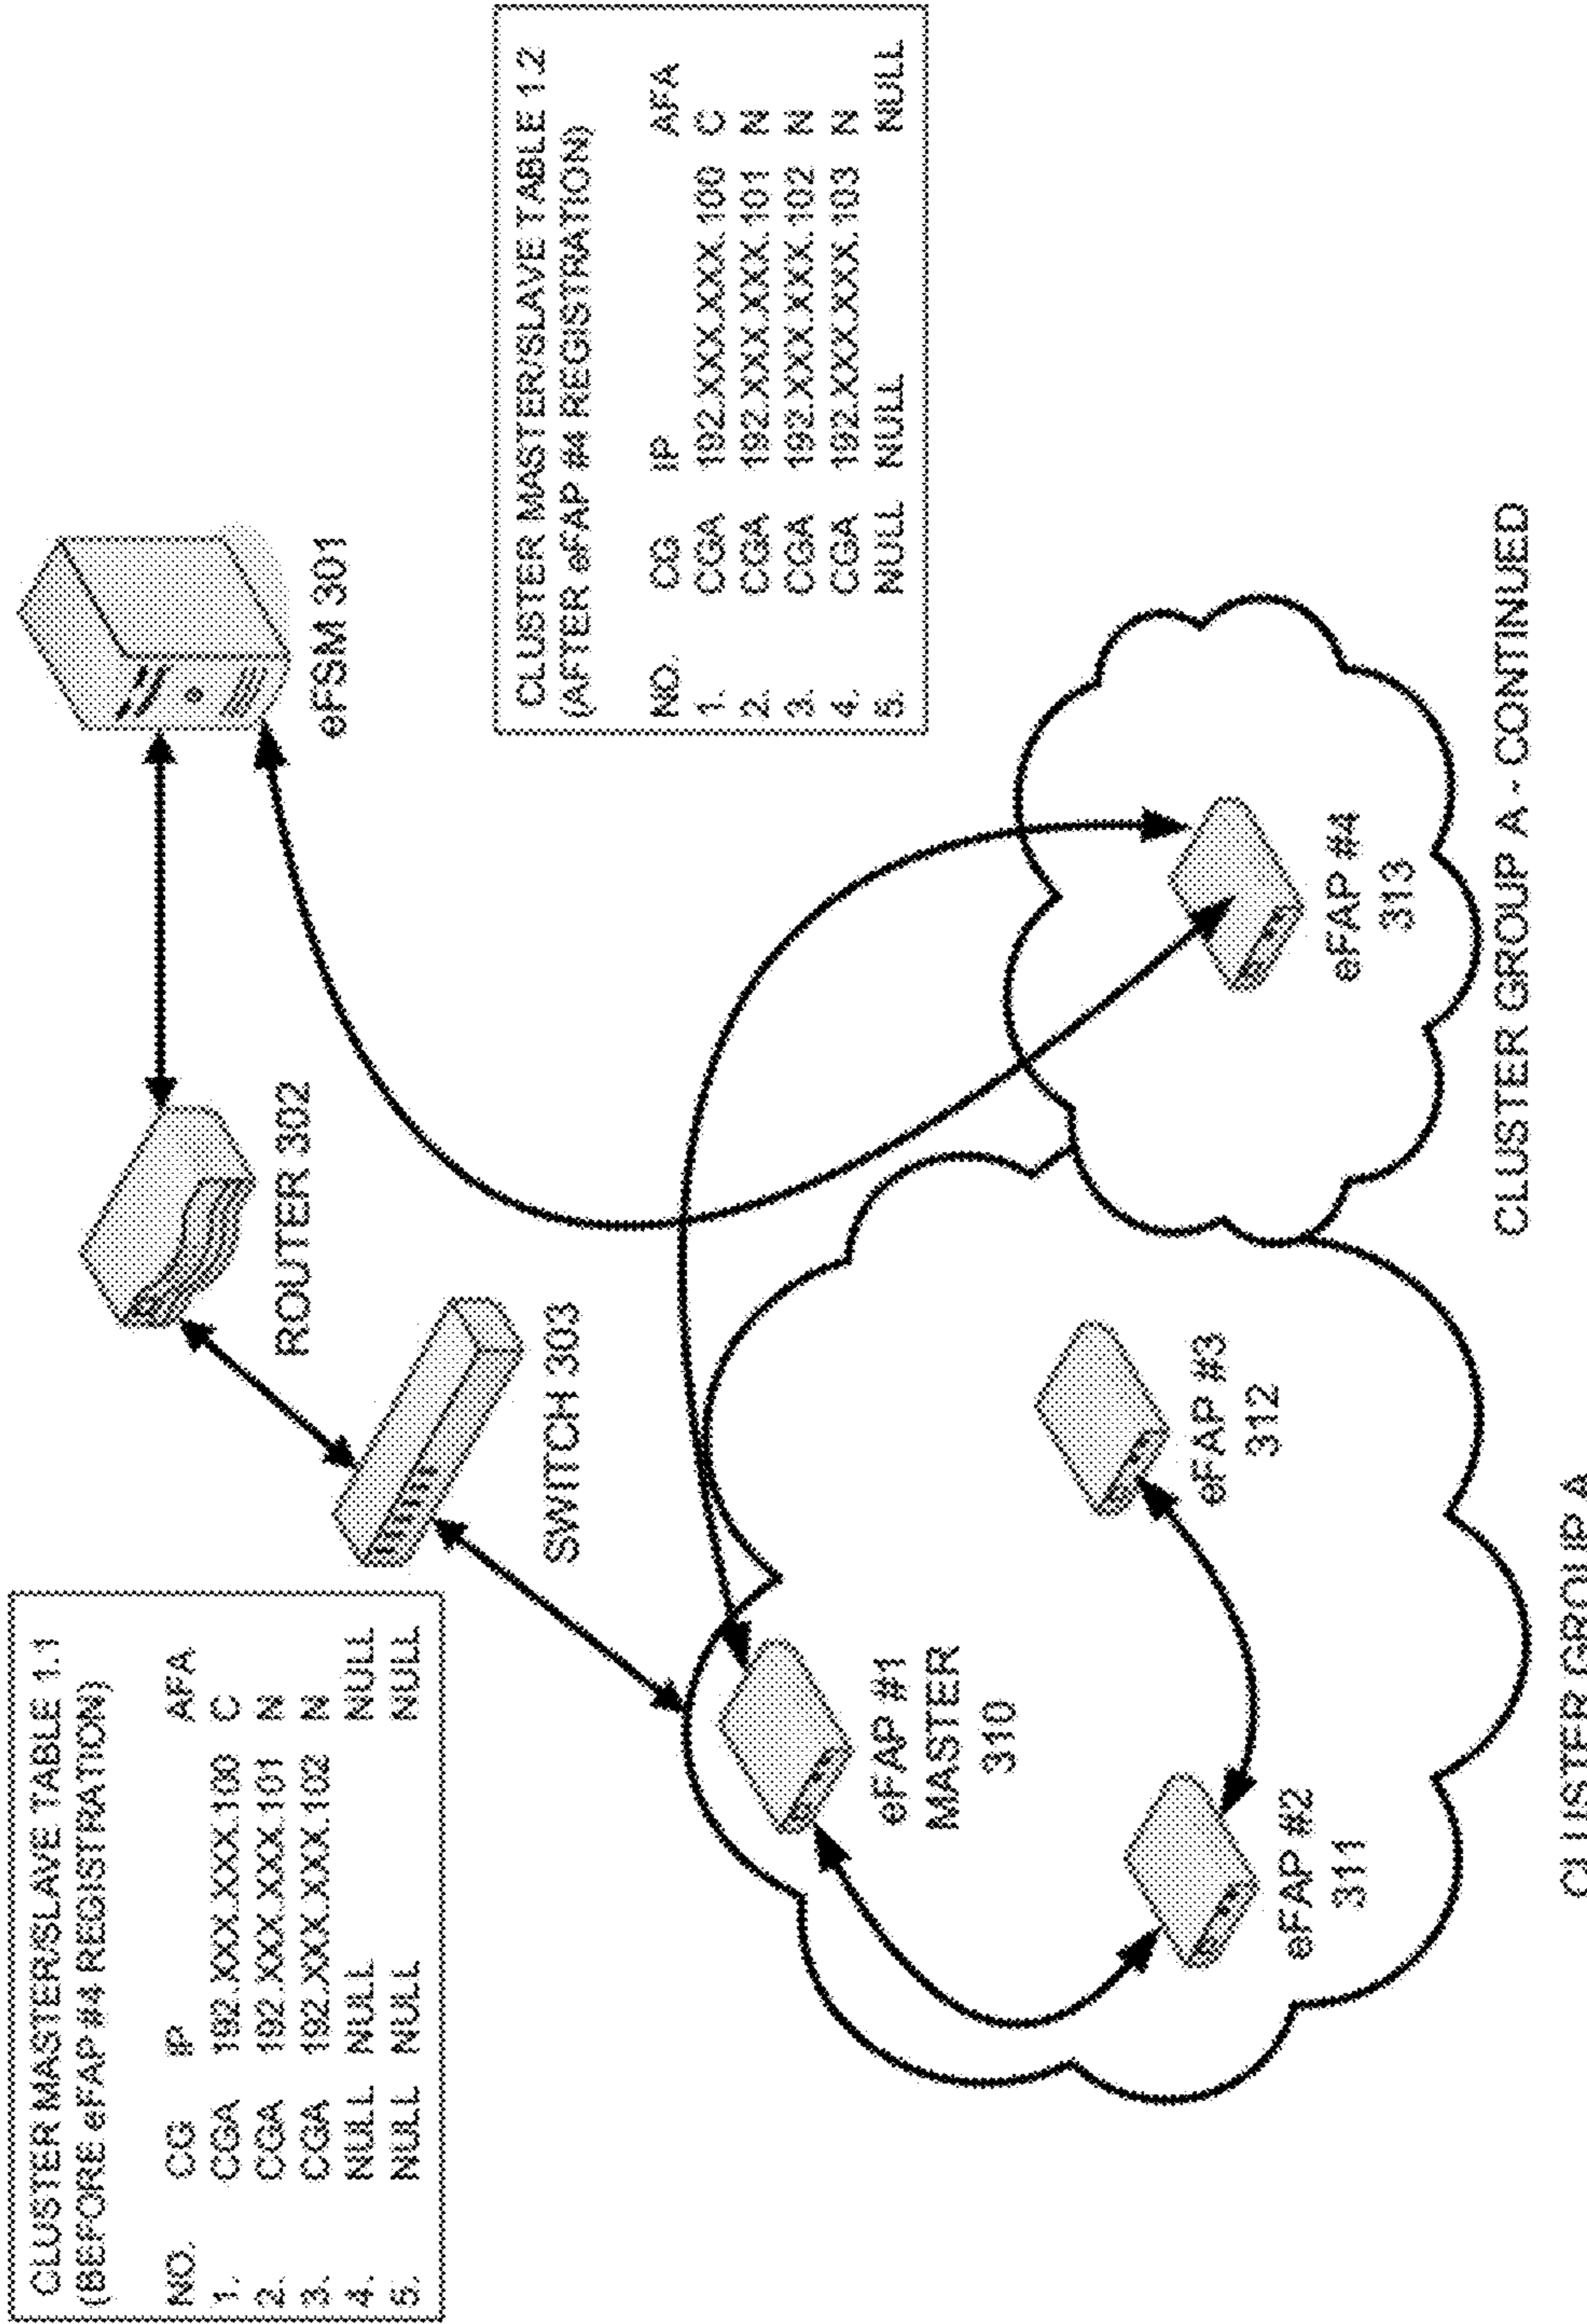 CLUSTER MASTER/SLAVE TABLE 1.1
(BEFORE eFAP #4 REGISTRATION)
NO. CG IP AFA
1. CGA 192.XXX.XXX.100 C
2. CGA 192.XXX.XXX.101 N
3. CGA 192.XXX.XXX.102 N
4. NULL NULL NULL
5. NULL NULL NULL
eFSM 301
ROUTER 302
SWITCH 303
CLUSTER MASTER/SLAVE TABLE 1.2
(AFTER eFAP #4 REGISTRATION)
NO. CG IP AFA
1. CGA 192.XXX.XXX.100 C
2. CGA 192.XXX.XXX.101 N
3. CGA 192.XXX.XXX.102 N
4. CGA 192.XXX.XXX.103 N
5. NULL NULL NULL
eFAP #1
MASTER
310
eFAP #2
311
eFAP #3
312
eFAP #4
313
CLUSTER GROUP A - CONTINUED
CLUSTER GROUP A